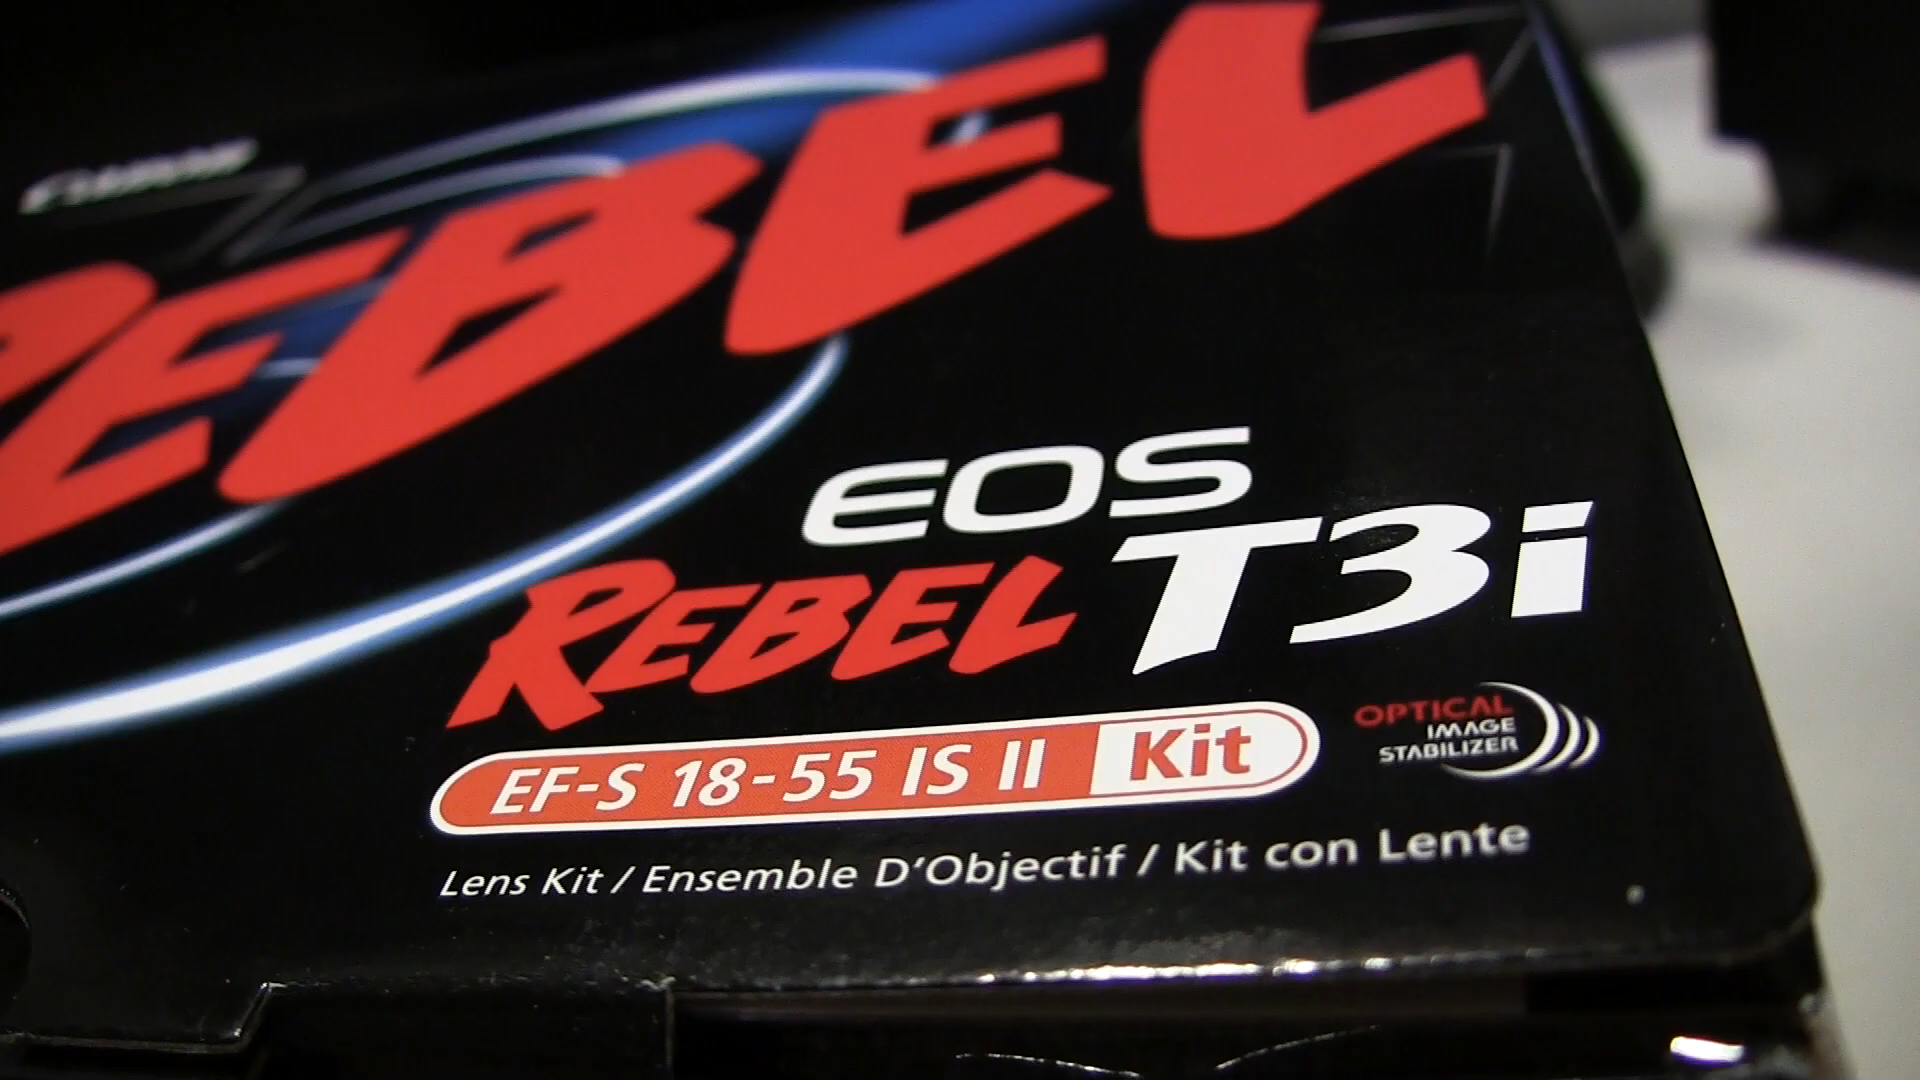 REBEL
EOS
REBEL T3i
EF-S 18-55 IS II Kit
OPTICAL
IMAGE
STABILIZER
Lens Kit / Ensemble D'Objectif / Kit con Lente